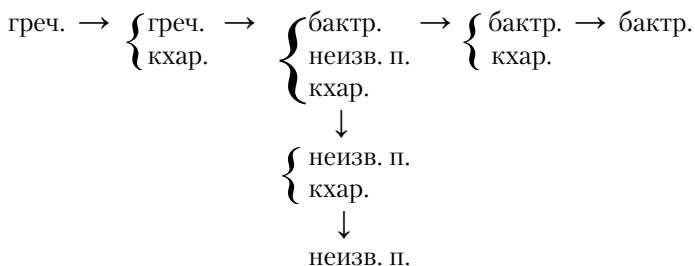 греч. → { греч. → { бактр. → { бактр. → бактр.
кхар. неизв. п. кхар.
кхар.
↓
{ неизв. п.
кхар.
↓
неизв. п.